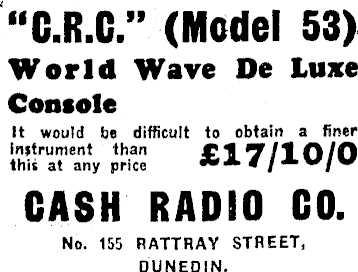 "C.R.C." (Model 53)
World Wave De Luxe
Console
It would be difficult to obtain a finer
instrument than
this at any price
£17/10/0
CASH RADIO CO.
No. 155 RATTRAY STREET,
DUNEDIN.